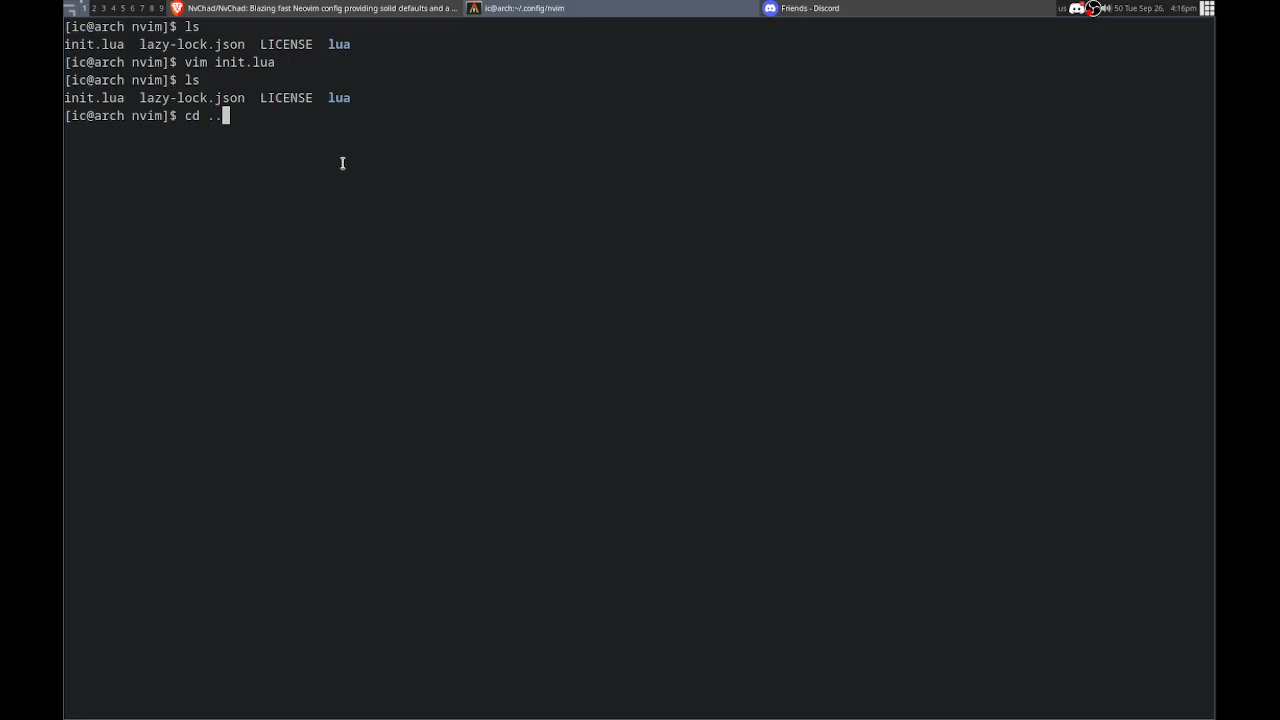 1 2 3 4 5 6 7 8 9 NvChad/NvChad: Blazing fast Neovim config providing solid defaults and a ... ic@arch:~/.config/nvim Friends - Discord us 50 Tue Sep 26, 4:16pm
[ic@arch nvim]$ ls
init.lua lazy-lock.json LICENSE lua
[ic@arch nvim]$ vim init.lua
[ic@arch nvim]$ ls
init.lua lazy-lock.json LICENSE lua
[ic@arch nvim]$ cd ..